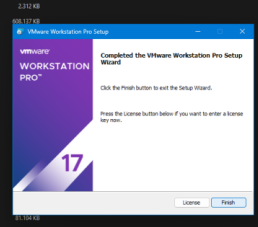 2.312 KB
608.137 KB
VMware Workstation Pro Setup
vmware
WORKSTATION
PRO™
17
Completed the VMware Workstation Pro Setup
Wizard
Click the Finish button to exit the Setup Wizard.
Press the License button below if you want to enter a license
key now.
License
Finish
81.104 KB